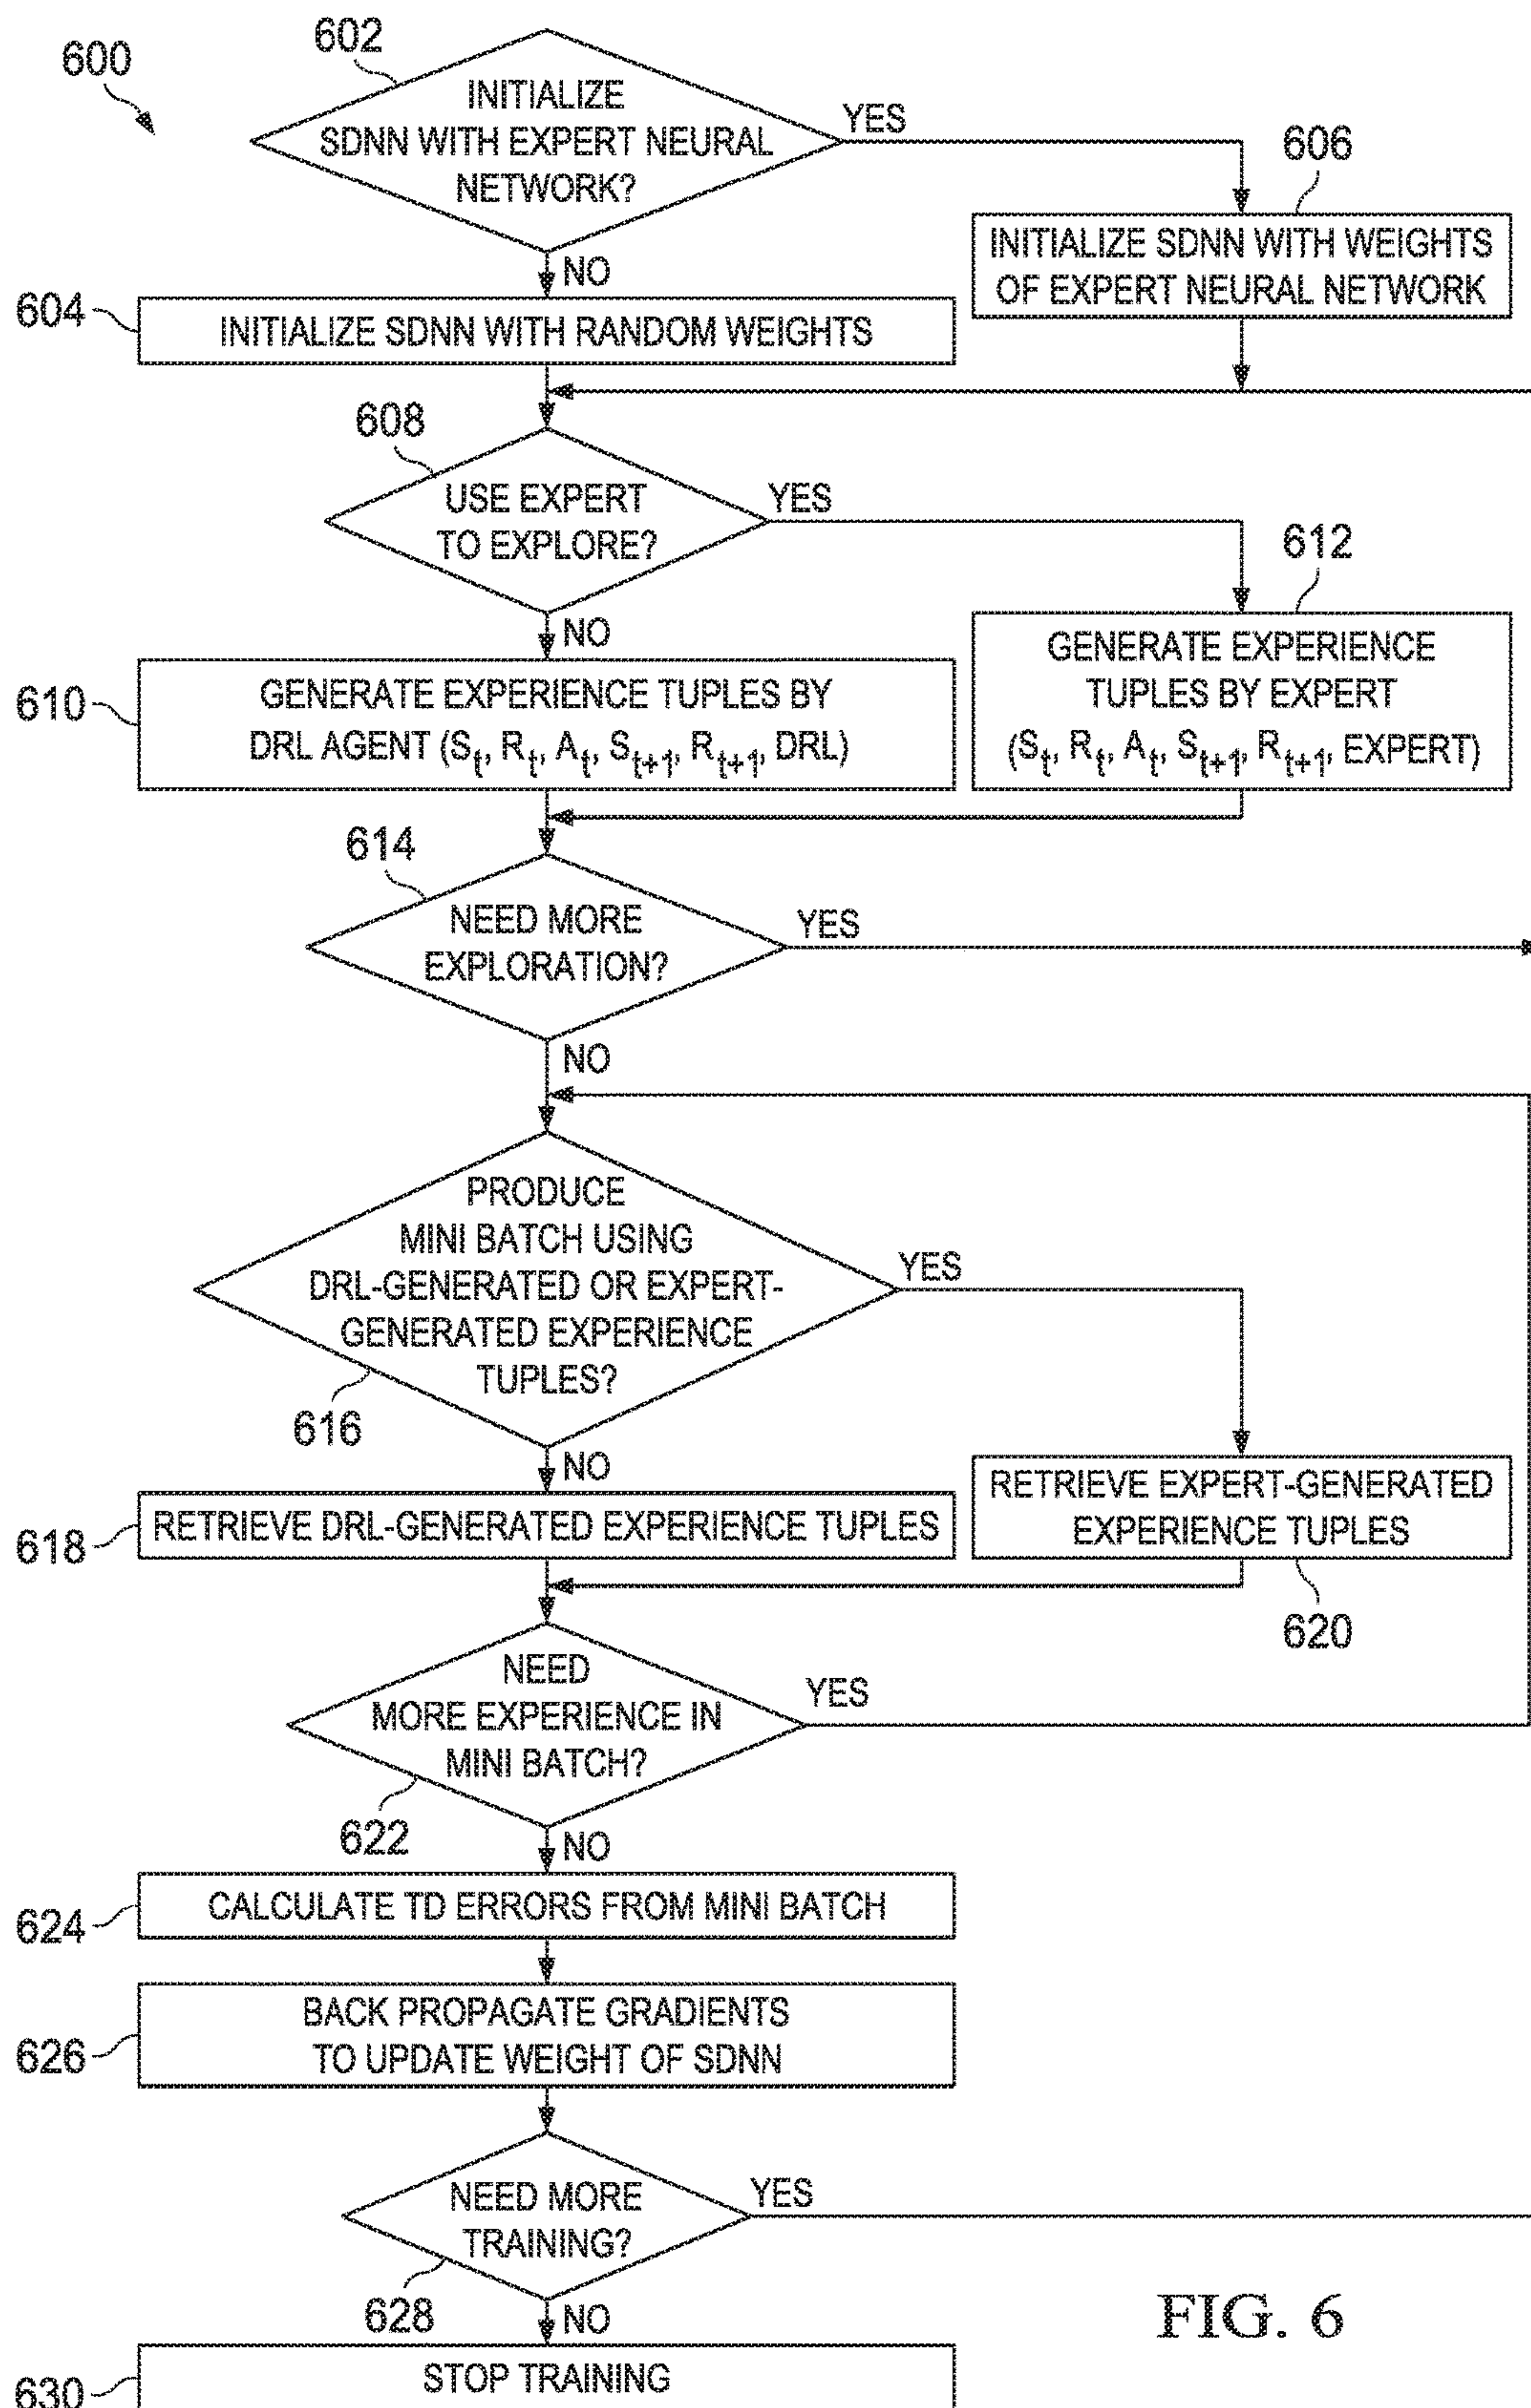 600
602
INITIALIZE
SDNN WITH EXPERT NEURAL
NETWORK?
YES
606
INITIALIZE SDNN WITH WEIGHTS
OF EXPERT NEURAL NETWORK
NO
604
INITIALIZE SDNN WITH RANDOM WEIGHTS
608
USE EXPERT
TO EXPLORE?
YES
612
GENERATE EXPERIENCE
TUPLES BY EXPERT
(St, Rt, At, St+1, Rt+1, EXPERT)
NO
610
GENERATE EXPERIENCE TUPLES BY
DRL AGENT (St, Rt, At, St+1, Rt+1, DRL)
614
NEED MORE
EXPLORATION?
YES
NO
PRODUCE
MINI BATCH USING
DRL-GENERATED OR EXPERT-
GENERATED EXPERIENCE
TUPLES?
616
YES
NO
618
RETRIEVE DRL-GENERATED EXPERIENCE TUPLES
RETRIEVE EXPERT-GENERATED
EXPERIENCE TUPLES
620
NEED
MORE EXPERIENCE IN
MINI BATCH?
622
YES
NO
624
CALCULATE TD ERRORS FROM MINI BATCH
626
BACK PROPAGATE GRADIENTS
TO UPDATE WEIGHT OF SDNN
NEED MORE
TRAINING?
628
YES
NO
630
STOP TRAINING
FIG. 6